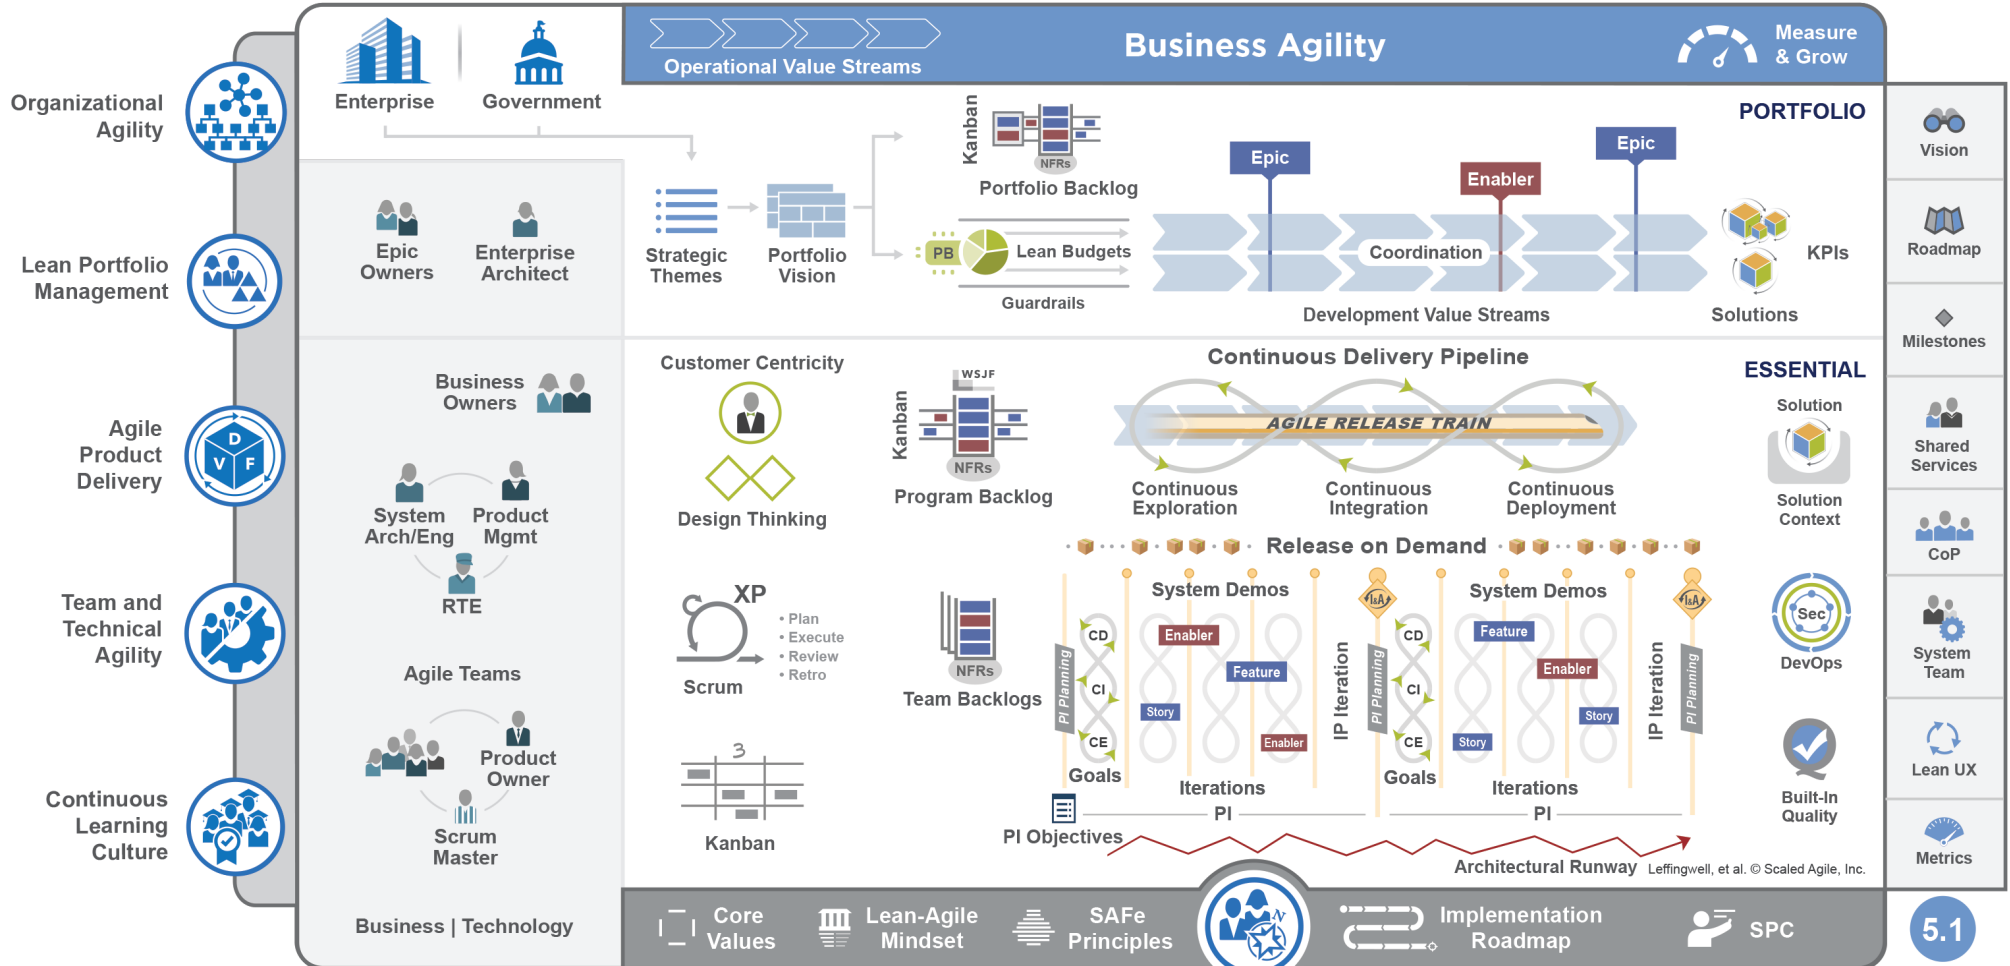 Organizational
Agility
Lean Portfolio
Management
Agile
Product
Delivery
D
V
F
Team and
Technical
Agility
Continuous
Learning
Culture
Enterprise
Government
Operational Value Streams
Business Agility
Measure
& Grow
PORTFOLIO
Epic
Owners
Enterprise
Architect
Strategic
Themes
Portfolio
Vision
Kanban
NFRs
Portfolio Backlog
PB
Lean Budgets
Guardrails
Epic
Enabler
Epic
Coordination
Development Value Streams
KPIs
Solutions
Business
Owners
System
Arch/Eng
Product
Mgmt
RTE
Agile Teams
Product
Owner
Scrum
Master
Business | Technology
Customer Centricity
Design Thinking
XP
• Plan
• Execute
• Review
• Retro
Scrum
3
Kanban
WSJF
Kanban
NFRs
Program Backlog
NFRs
Team Backlogs
Continuous Delivery Pipeline
AGILE RELEASE TRAIN
Continuous
Exploration
Continuous
Integration
Continuous
Deployment
Release on Demand
System Demos
System Demos
I&A
I&A
PI Planning
CD
CI
CE
Goals
Enabler
Feature
Story
Enabler
Iterations
IP Iteration
PI Planning
CD
CI
CE
Goals
Feature
Enabler
Story
Story
Iterations
IP Iteration
PI Planning
PI
PI
PI Objectives
Architectural Runway
Leffingwell, et al. © Scaled Agile, Inc.
ESSENTIAL
Solution
Solution
Context
Sec
DevOps
Built-In
Quality
Vision
Roadmap
Milestones
Shared
Services
CoP
System
Team
Lean UX
Metrics
Core
Values
Lean-Agile
Mindset
SAFe
Principles
N
Implementation
Roadmap
SPC
5.1